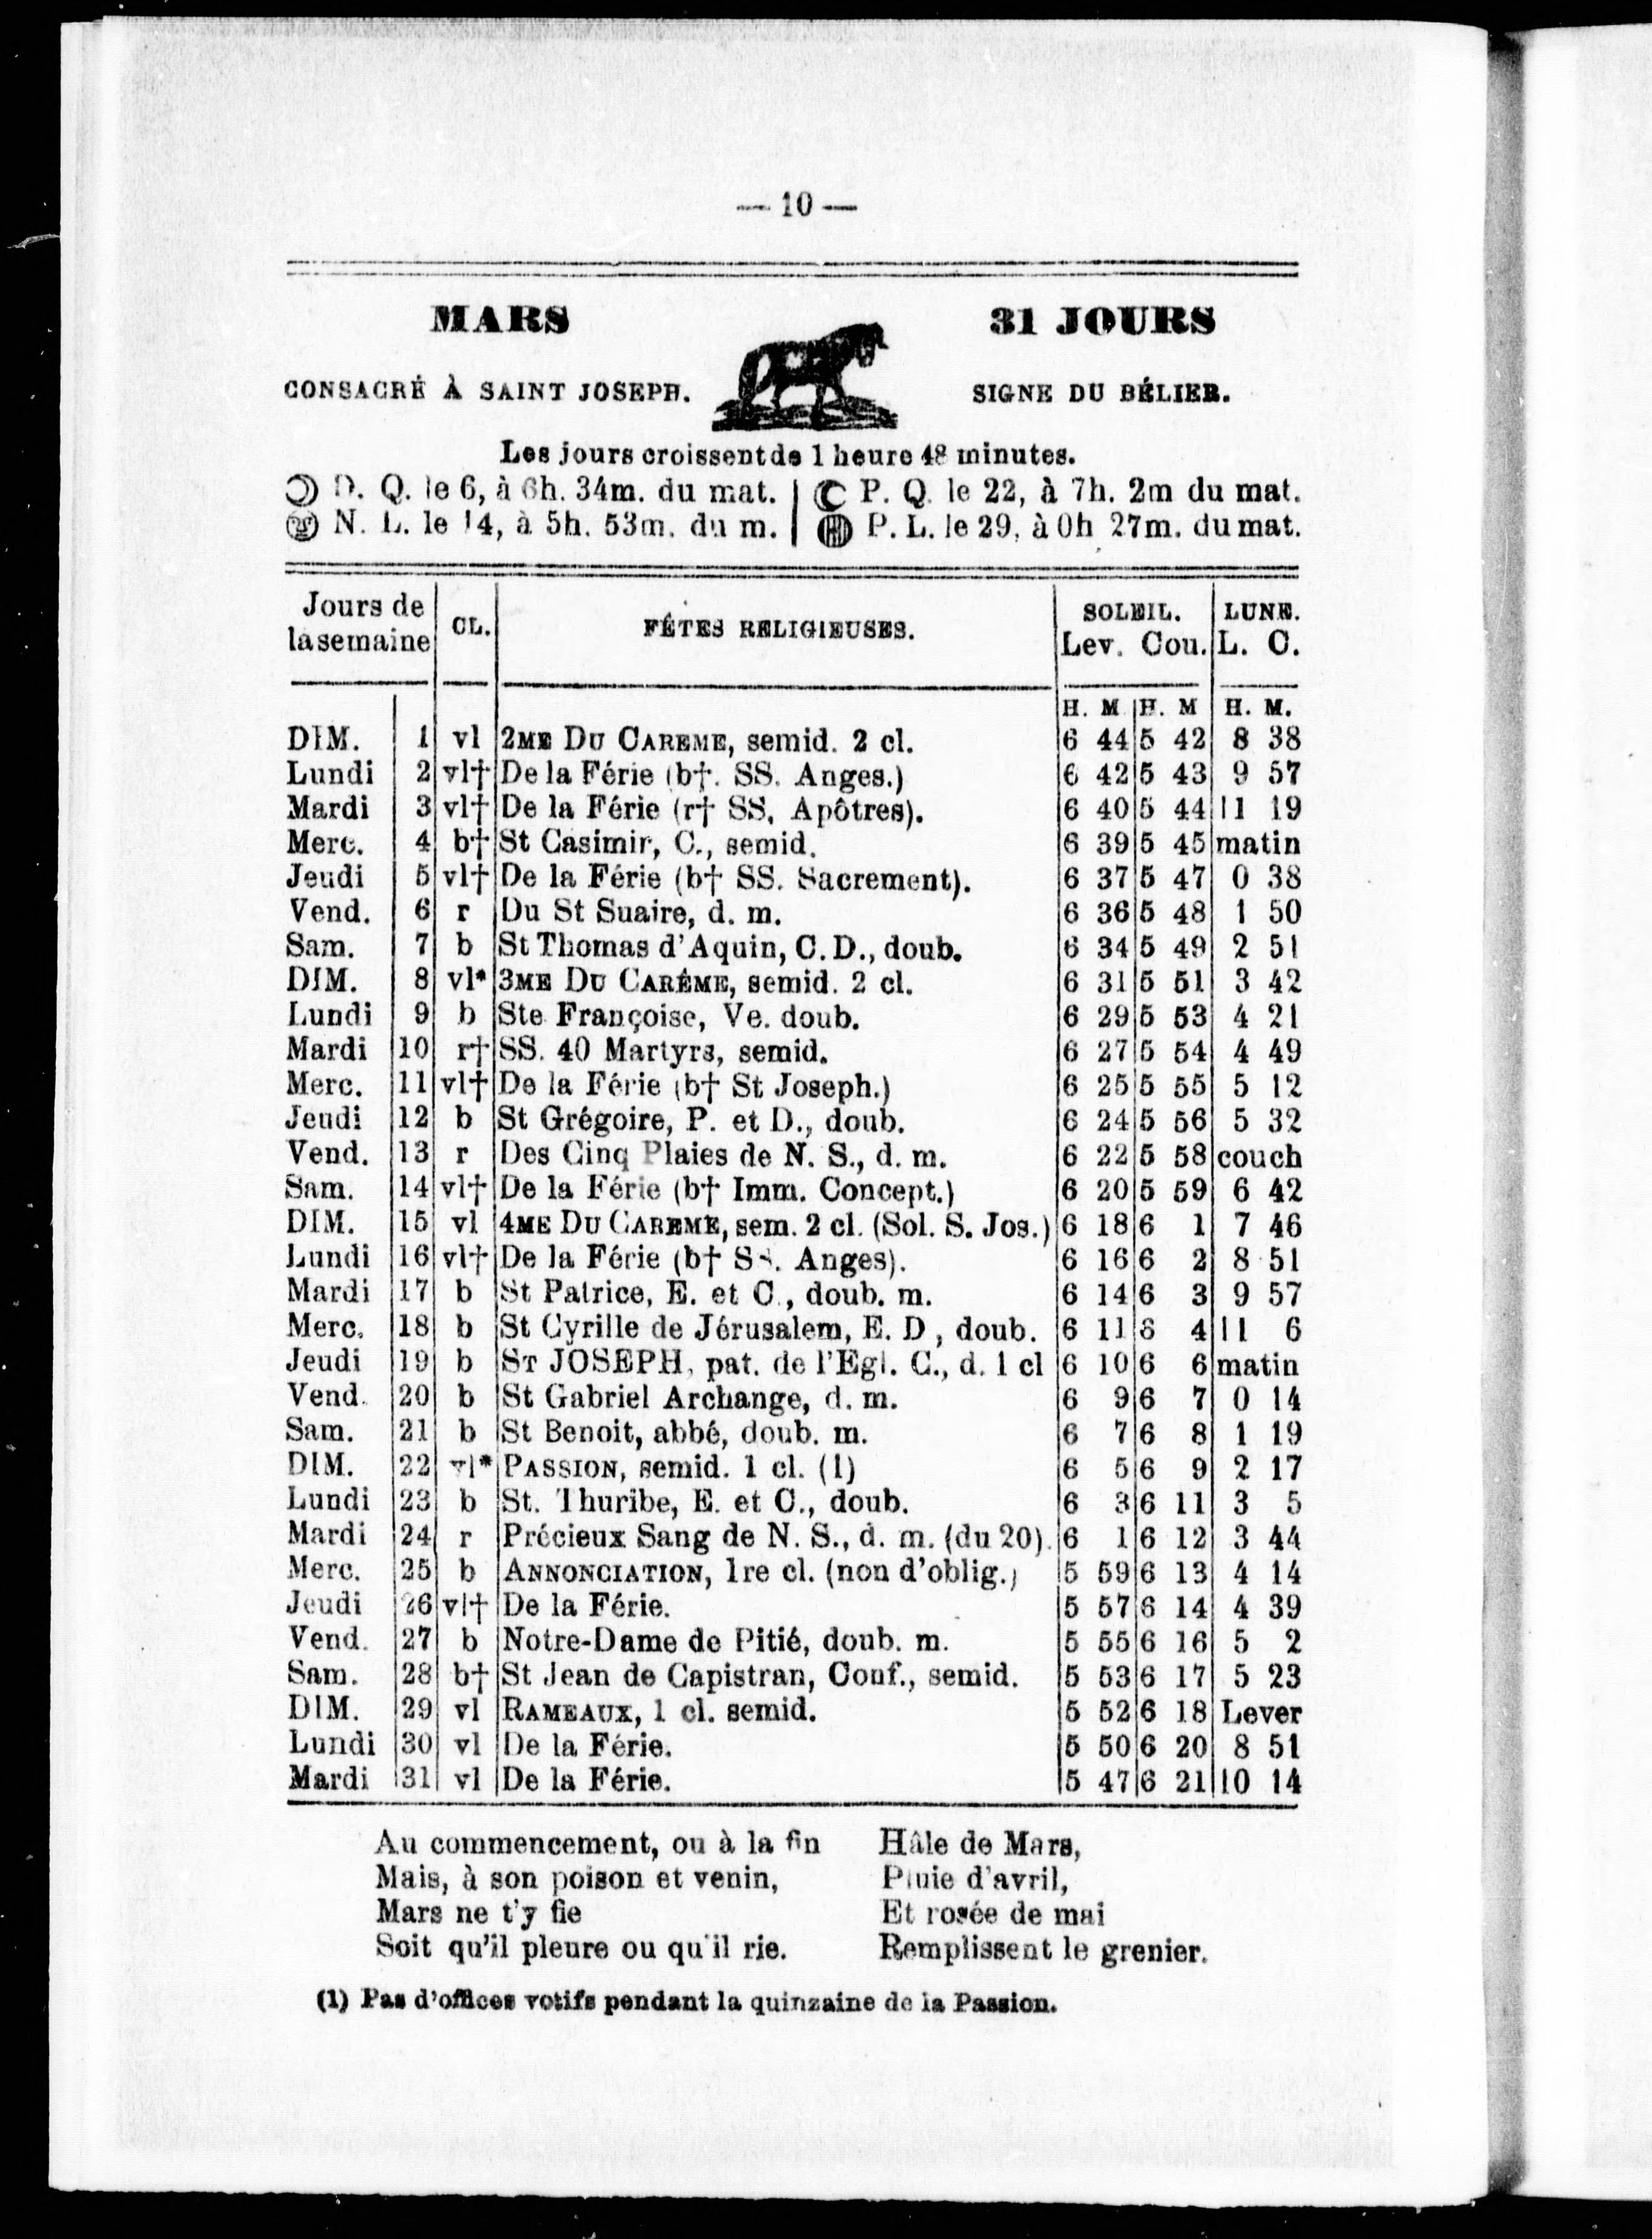 — 10 —
MARS 31 JOURS
CONSACRÉ À SAINT JOSEPH. SIGNE DU BÉLIER.
Les jours croissent de 1 heure 48 minutes.
D. Q. le 6, à 6h. 34m. du mat. | P. Q. le 22, à 7h. 2m du mat.
N. L. le 14, à 5h. 53m. du m. | P. L. le 29, à 0h 27m. du mat.
Jours de la semaine CL. FÊTES RELIGIEUSES. SOLEIL. LUNE.
Lev. Cou. L. C.
H. M H. M H. M.
DIM. 1 vl 2ME DU CAREME, semid. 2 cl. 6 44 5 42 8 38
Lundi 2 vl† De la Férie (b†. SS. Anges.) 6 42 5 43 9 57
Mardi 3 vl† De la Férie (r† SS. Apôtres). 6 40 5 44 11 19
Merc. 4 b† St Casimir, C., semid. 6 39 5 45 matin
Jeudi 5 vl† De la Férie (b† SS. Sacrement). 6 37 5 47 0 38
Vend. 6 r Du St Suaire, d. m. 6 36 5 48 1 50
Sam. 7 b St Thomas d'Aquin, C. D., doub. 6 34 5 49 2 51
DIM. 8 vl* 3ME DU CARÊME, semid. 2 cl. 6 31 5 51 3 42
Lundi 9 b Ste Françoise, Ve. doub. 6 29 5 53 4 21
Mardi 10 r† SS. 40 Martyrs, semid. 6 27 5 54 4 49
Merc. 11 vl† De la Férie (b† St Joseph.) 6 25 5 55 5 12
Jeudi 12 b St Grégoire, P. et D., doub. 6 24 5 56 5 32
Vend. 13 r Des Cinq Plaies de N. S., d. m. 6 22 5 58 couch
Sam. 14 vl† De la Férie (b† Imm. Concept.) 6 20 5 59 6 42
DIM. 15 vl 4ME DU CAREME, sem. 2 cl. (Sol. S. Jos.) 6 18 6 1 7 46
Lundi 16 vl† De la Férie (b† SS. Anges). 6 16 6 2 8 51
Mardi 17 b St Patrice, E. et C., doub. m. 6 14 6 3 9 57
Merc. 18 b St Cyrille de Jérusalem, E. D, doub. 6 11 6 4 11 6
Jeudi 19 b ST JOSEPH, pat. de l'Egl. C., d. 1 cl 6 10 6 6 matin
Vend. 20 b St Gabriel Archange, d. m. 6 9 6 7 0 14
Sam. 21 b St Benoit, abbé, doub. m. 6 7 6 8 1 19
DIM. 22 vl* PASSION, semid. 1 cl. (1) 6 5 6 9 2 17
Lundi 23 b St. Thuribe, E. et C., doub. 6 3 6 11 3 5
Mardi 24 r Précieux Sang de N. S., d. m. (du 20). 6 1 6 12 3 44
Merc. 25 b ANNONCIATION, 1re cl. (non d'oblig.) 5 59 6 13 4 14
Jeudi 26 vl† De la Férie. 5 57 6 14 4 39
Vend. 27 b Notre-Dame de Pitié, doub. m. 5 55 6 16 5 2
Sam. 28 b† St Jean de Capistran, Conf., semid. 5 53 6 17 5 23
DIM. 29 vl RAMEAUX, 1 cl. semid. 5 52 6 18 Lever
Lundi 30 vl De la Férie. 5 50 6 20 8 51
Mardi 31 vl De la Férie. 5 47 6 21 10 14
Au commencement, ou à la fin
Mais, à son poison et venin,
Mars ne t'y fie
Soit qu'il pleure ou qu'il rie.
Hâle de Mars,
Pluie d'avril,
Et rosée de mai
Remplissent le grenier.
(1) Pas d'offices votifs pendant la quinzaine de la Passion.